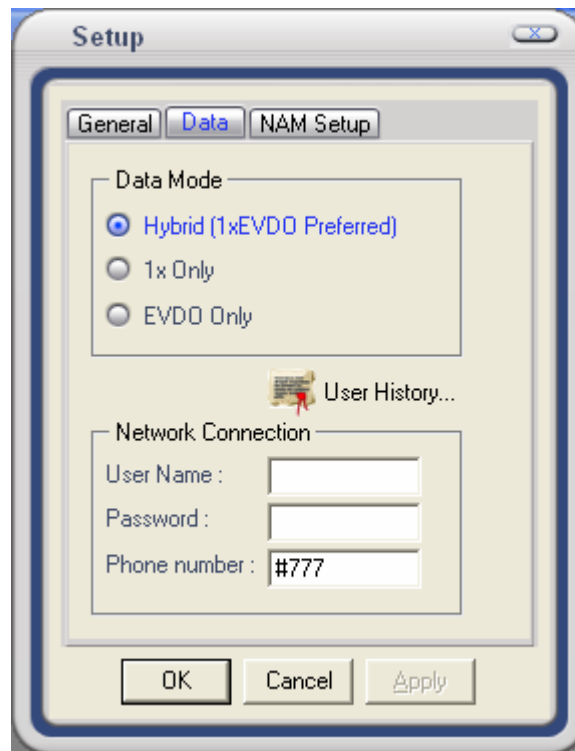 Setup
General Data NAM Setup
Data Mode
Hybrid (1xEVDO Preferred)
1x Only
EVDO Only
User History...
Network Connection
User Name :
Password :
Phone number : #777
OK Cancel Apply